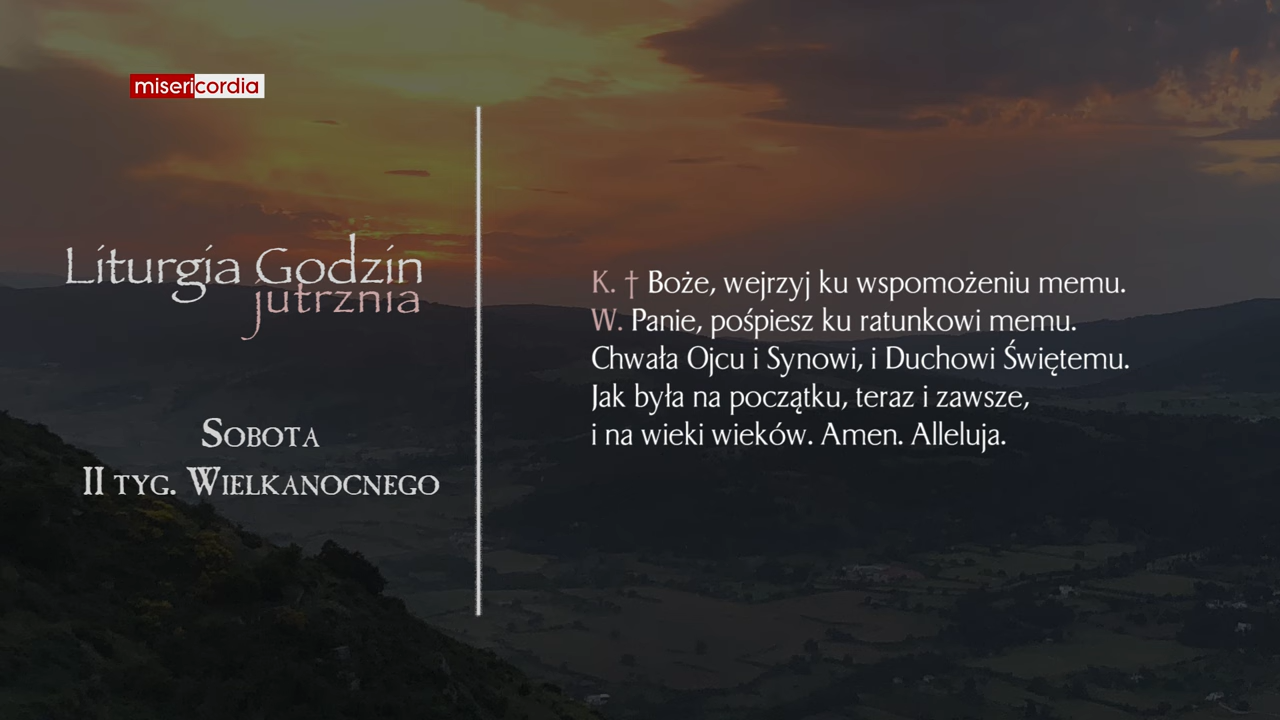 misericordia
Liturgia Godzin
jutrznia
Sobota
II tyg. Wielkanocnego
K. † Boże, wejrzyj ku wspomożeniu memu.
W. Panie, pośpiesz ku ratunkowi memu.
Chwała Ojcu i Synowi, i Duchowi Świętemu.
Jak była na początku, teraz i zawsze,
i na wieki wieków. Amen. Alleluja.